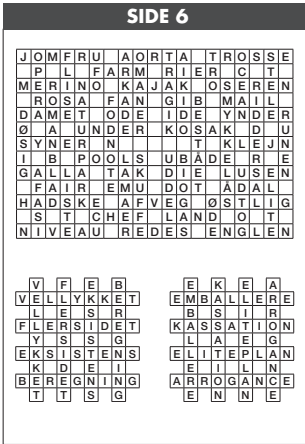 SIDE 6
JOMFRU AORTA TROSSE
P L FARM RIER C T
MERINO KAJAK OSEREN
ROSA FAN GIB MAIL
DAMET ODE IDE YNDER
Ø A UNDER KOSAK D U
SYNER N T KLEJN
I B POOLS UBÅDE R E
GALLA TAK DIE LUSEN
FAIR EMU DOT ÅDAL
HADSKE AFVEG ØSTLIG
S T CHEF LAND O T
NIVEAU REDES ENGLEN
V F E B
VELLYKKET
L E S R
FLERSIDET
Y S S G
EKSISTENS
K D E I
BEREGNING
T T S G
E K E A
EMBALLERE
B S I R
KASSATION
L A E G
ELITEPLAN
E I L N
ARROGANCE
E N N E